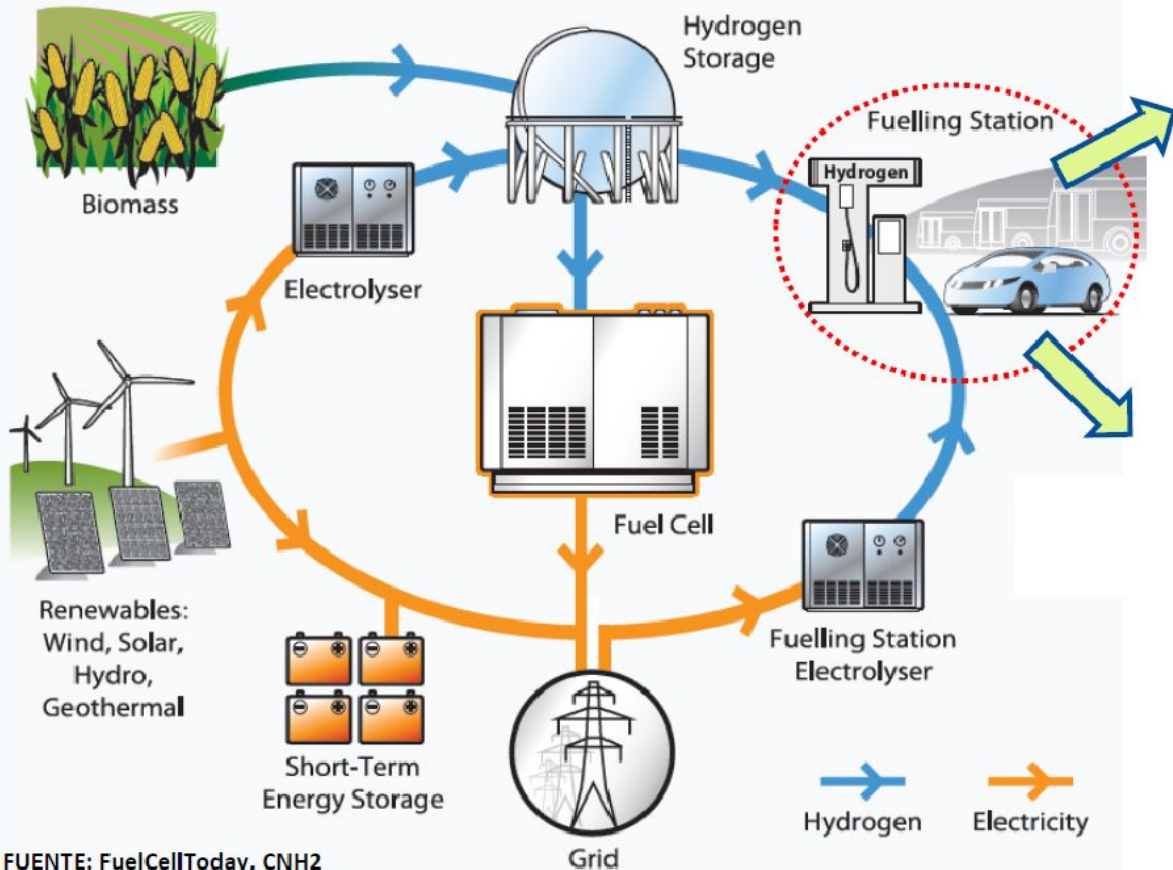 Hydrogen
Storage
Fuelling Station
Hydrogen
Biomass
Electrolyser
Fuel Cell
Renewables:
Wind, Solar,
Hydro,
Geothermal
Fuelling Station
Electrolyser
Short-Term
Energy Storage
Hydrogen
Electricity
Grid
FUENTE: FuelCellToday, CNH2